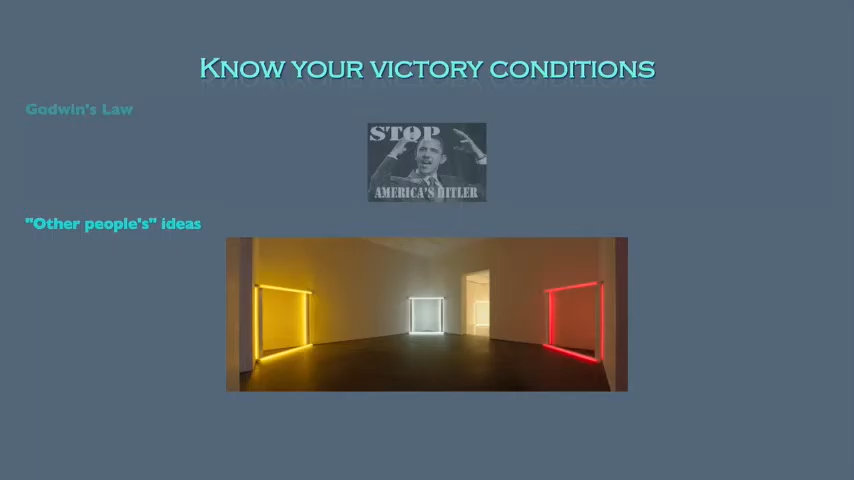 Know your victory conditions
Godwin's Law
STOP
AMERICA'S HITLER
"Other people's" ideas